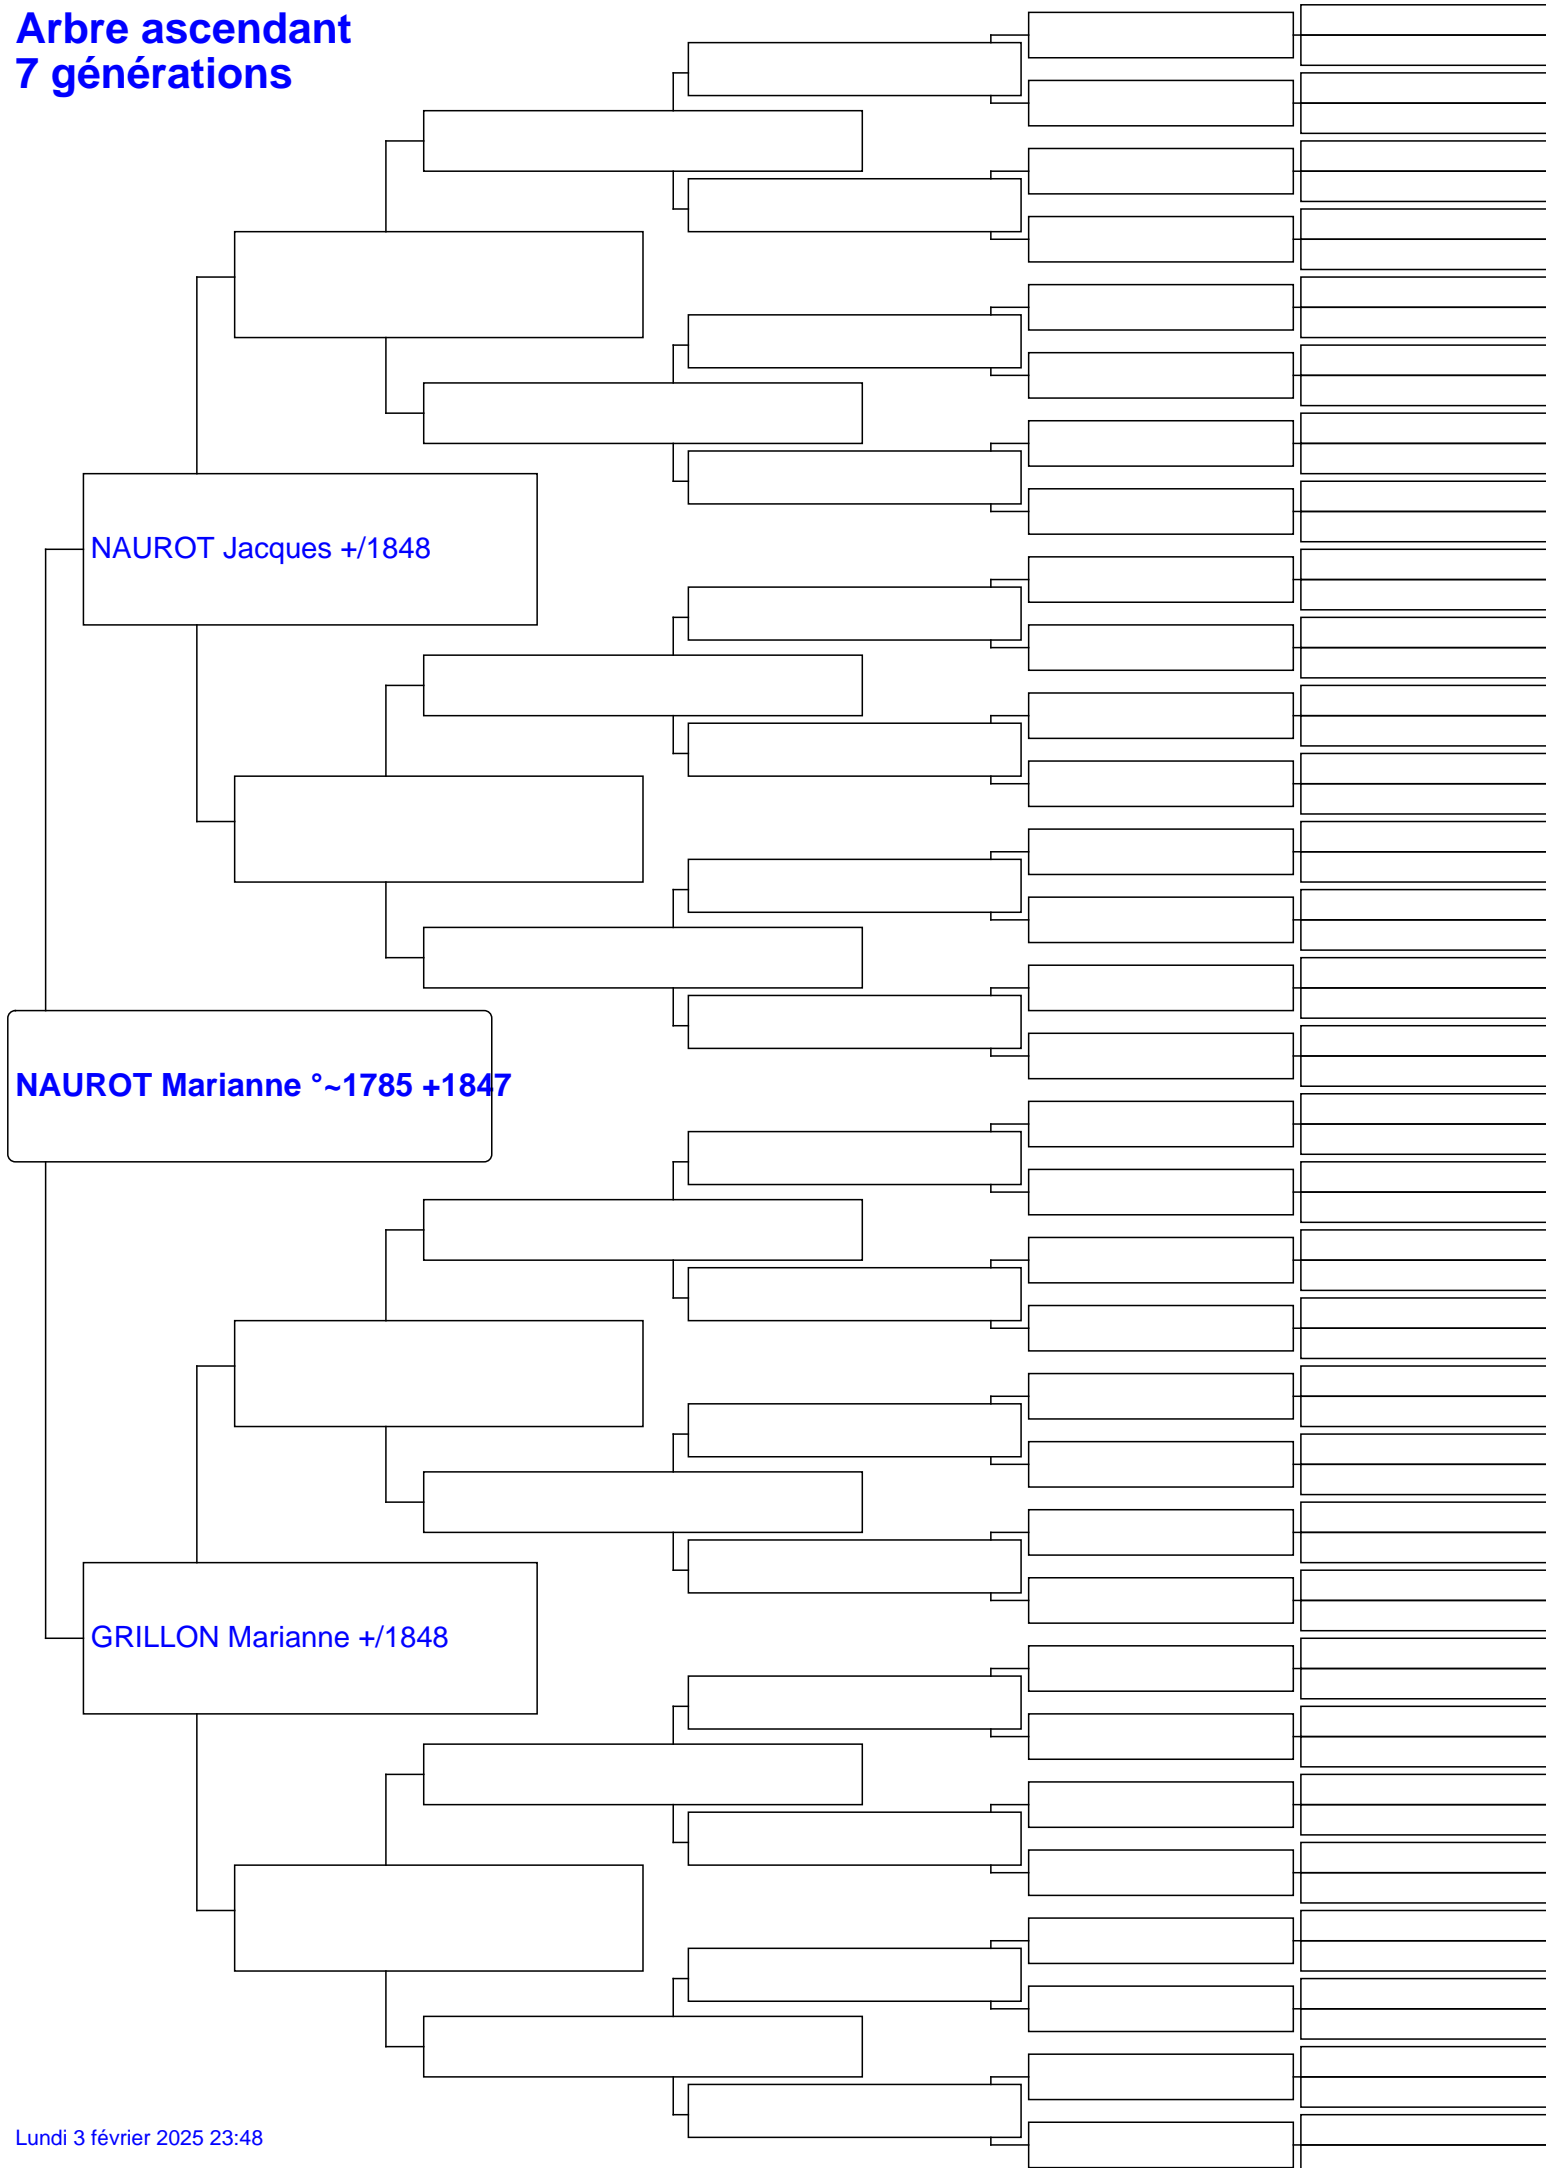 Arbre ascendant
7 générations
NAUROT Jacques +/1848
NAUROT Marianne °~1785 +1847
GRILLON Marianne +/1848
Lundi 3 février 2025 23:48